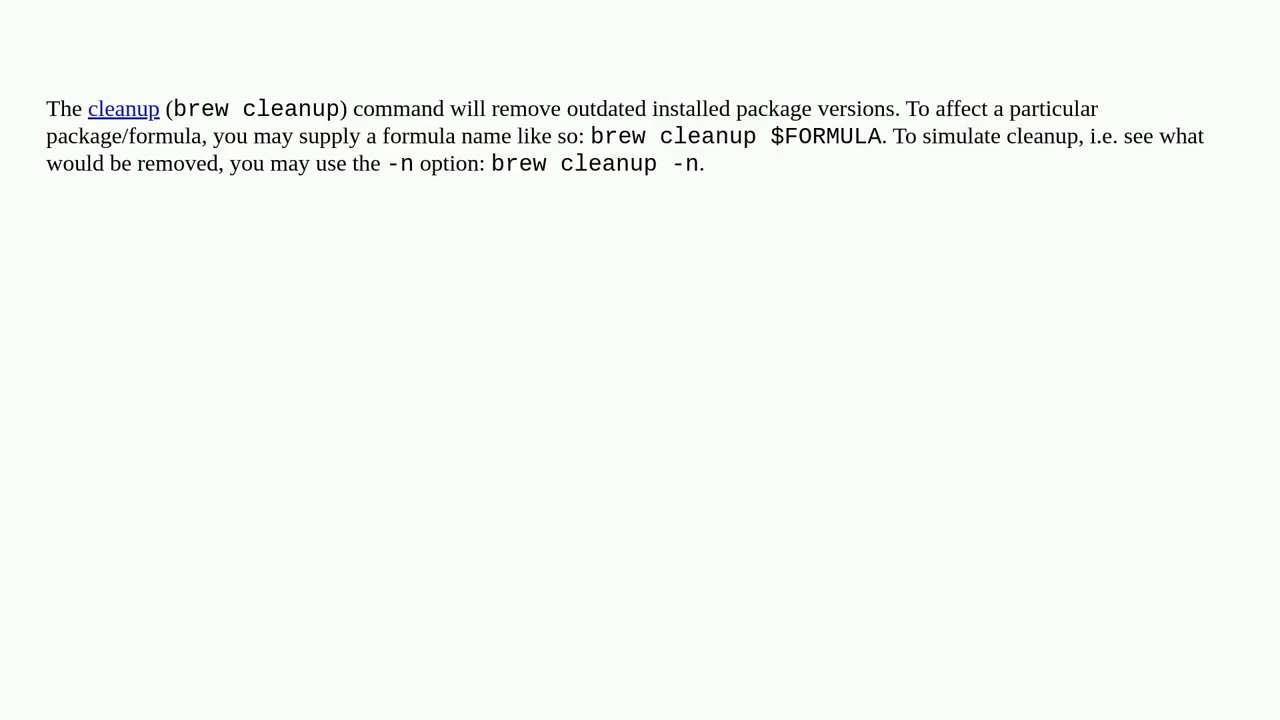 The cleanup (brew cleanup) command will remove outdated installed package versions. To affect a particular
package/formula, you may supply a formula name like so: brew cleanup $FORMULA. To simulate cleanup, i.e. see what
would be removed, you may use the -n option: brew cleanup -n.